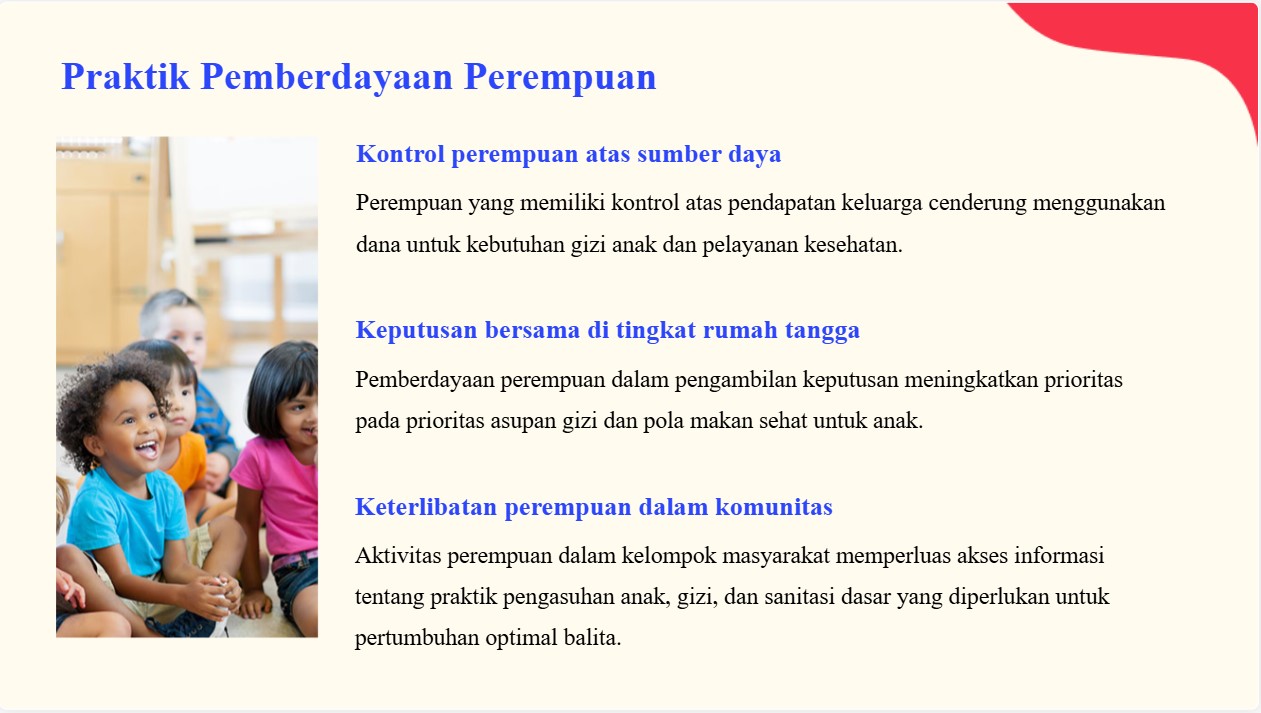 Praktik Pemberdayaan Perempuan
Kontrol perempuan atas sumber daya
Perempuan yang memiliki kontrol atas pendapatan keluarga cenderung menggunakan
dana untuk kebutuhan gizi anak dan pelayanan kesehatan.
Keputusan bersama di tingkat rumah tangga
Pemberdayaan perempuan dalam pengambilan keputusan meningkatkan prioritas
pada prioritas asupan gizi dan pola makan sehat untuk anak.
Keterlibatan perempuan dalam komunitas
Aktivitas perempuan dalam kelompok masyarakat memperluas akses informasi
tentang praktik pengasuhan anak, gizi, dan sanitasi dasar yang diperlukan untuk
pertumbuhan optimal balita.